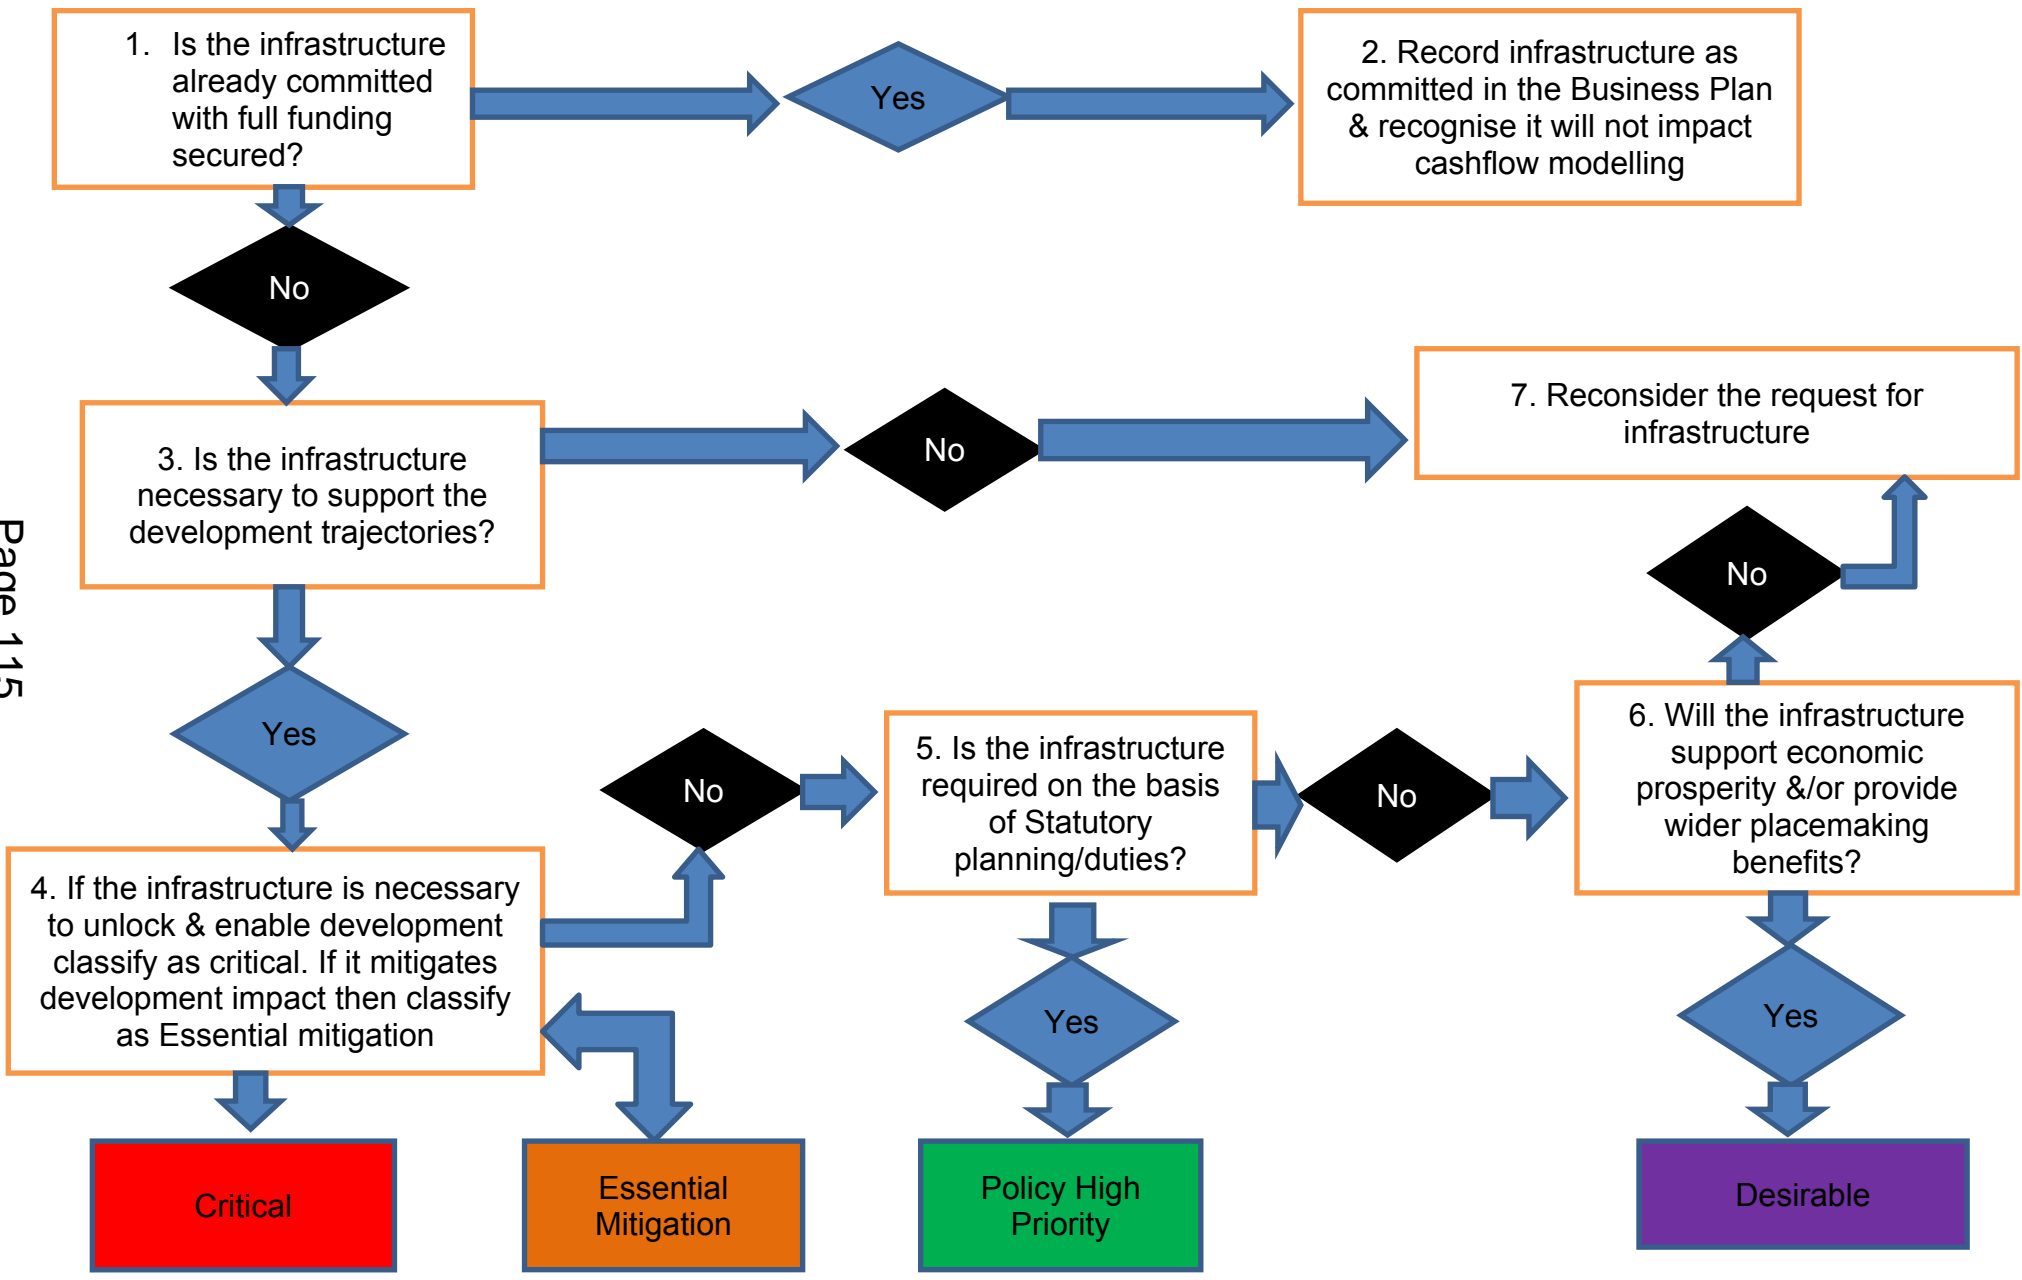 1. Is the infrastructure
already committed
with full funding
secured?
Yes
2. Record infrastructure as
committed in the Business Plan
& recognise it will not impact
cashflow modelling
No
3. Is the infrastructure
necessary to support the
development trajectories?
No
7. Reconsider the request for
infrastructure
No
Page 115
Yes
No
5. Is the infrastructure
required on the basis
of Statutory
planning/duties?
No
6. Will the infrastructure
support economic
prosperity &/or provide
wider placemaking
benefits?
4. If the infrastructure is necessary
to unlock & enable development
classify as critical. If it mitigates
development impact then classify
as Essential mitigation
Yes
Yes
Critical
Essential
Mitigation
Policy High
Priority
Desirable